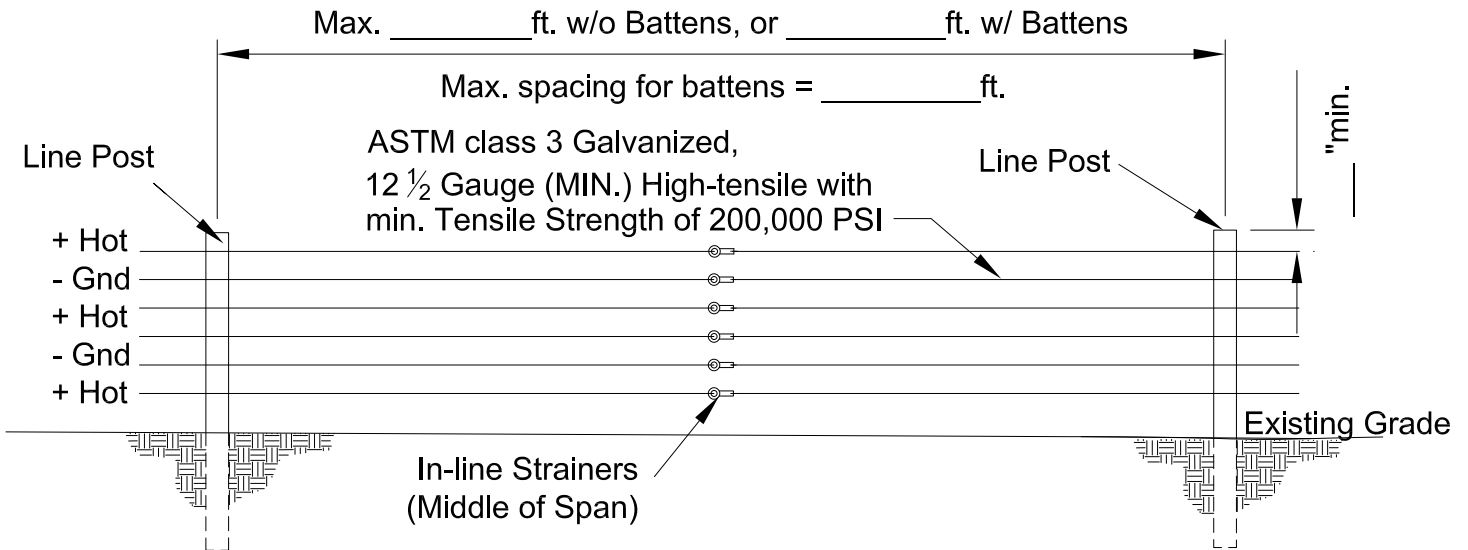 Max. ________ft. w/o Battens, or ________ft. w/ Battens
Max. spacing for battens = ________ft.
__"min.
Line Post
ASTM class 3 Galvanized,
12 ½ Gauge (MIN.) High-tensile with
min. Tensile Strength of 200,000 PSI
Line Post
+ Hot
- Gnd
+ Hot
- Gnd
+ Hot
Existing Grade
In-line Strainers
(Middle of Span)